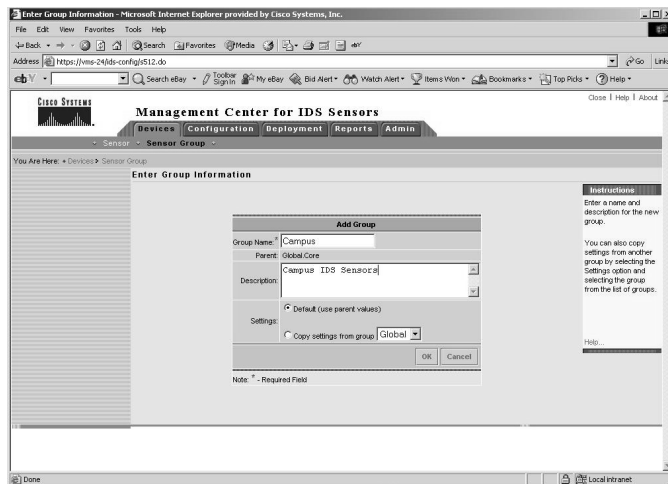 Enter Group Information - Microsoft Internet Explorer provided by Cisco Systems, Inc.
File Edit View Favorites Tools Help
Back Search Favorites Media
Address https://vms-24/ids-config/s512.do Go Links
ebY Search eBay Toolbar Sign In My eBay Bid Alert Watch Alert Items Won Bookmarks Top Picks Help
Close | Help | About
CISCO SYSTEMS
Management Center for IDS Sensors
Devices Configuration Deployment Reports Admin
Sensor Sensor Group
You Are Here: Devices > Sensor Group
Enter Group Information
Add Group
Group Name:* Campus
Parent: Global.Core
Description: Campus IDS Sensors
Settings:
Default (use parent values)
Copy settings from group Global
OK Cancel
Note: * - Required Field
Instructions
Enter a name and
description for the new
group.
You can also copy
settings from another
group by selecting the
Settings option and
selecting the group
from the list of groups.
Help...
Done Local intranet